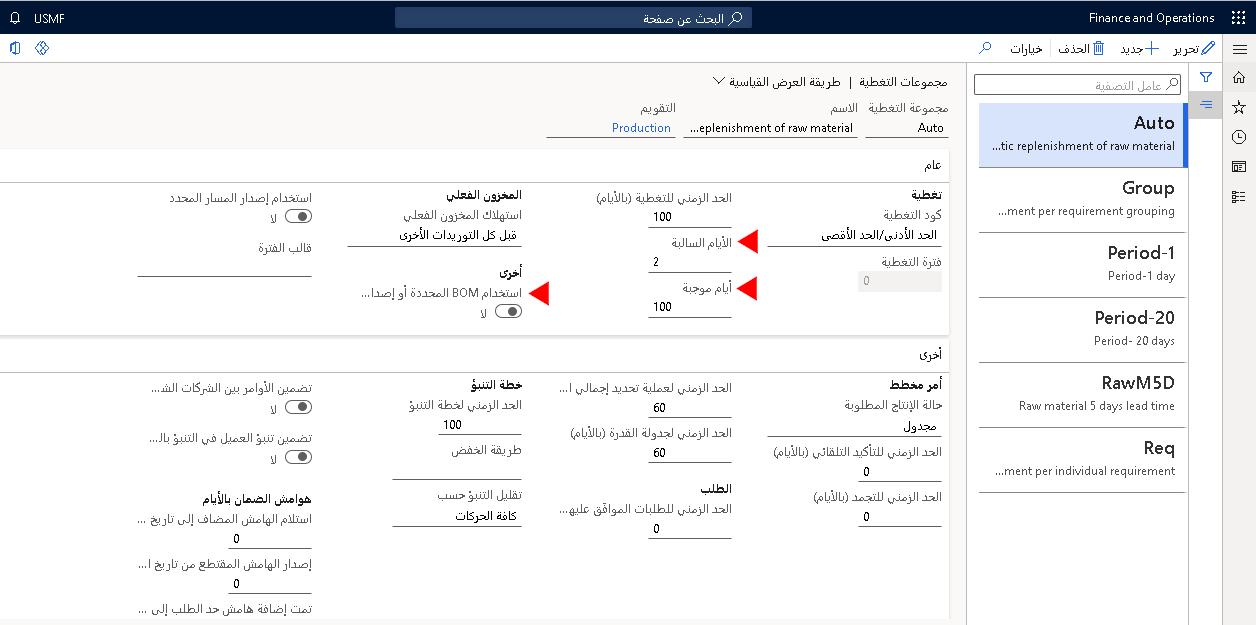 Finance and Operations
البحث عن صفحة
USMF
تحرير
جديد
الحذف
خيارات
عامل التصفية
Auto
...tic replenishment of raw material
Group
...ment per requirement grouping
Period-1
Period-1 day
Period-20
Period- 20 days
RawM5D
Raw material 5 days lead time
Req
...ment per individual requirement
مجموعات التغطية | طريقة العرض القياسية
مجموعة التغطية
Auto
الاسم
...eplenishment of raw material
التقويم
Production
عام
تغطية
كود التغطية
الحد الأدنى/الحد الأقصى
فترة التغطية
0
الحد الزمني للتغطية (بالأيام)
100
الأيام السالبة
2
أيام موجبة
100
المخزون الفعلي
استهلاك المخزون الفعلي
قبل كل التوريدات الأخرى
أخرى
استخدام BOM المحددة أو إصدا...
لا
استخدام إصدار المسار المحدد
لا
قالب الفترة
أخرى
أمر مخطط
حالة الإنتاج المطلوبة
مجدول
الحد الزمني للتأكيد التلقائي (بالأيام)
0
الحد الزمني للتجمد (بالأيام)
0
الحد الزمني لعملية تحديد إجمالي ا...
60
الحد الزمني لجدولة القدرة (بالأيام)
60
الطلب
الحد الزمني للطلبات الموافَق عليه...
0
خطة التنبؤ
الحد الزمني لخطة التنبؤ
100
طريقة الخفض
تقليل التنبؤ حسب
كافة الحركات
تضمين الأوامر بين الشركات الش...
لا
تضمين تنبؤ العميل في التنبؤ بال...
لا
هوامش الضمان بالأيام
استلام الهامش المضاف إلى تاريخ ...
0
إصدار الهامش المقتطع من تاريخ ا...
0
تمت إضافة هامش حد الطلب إلى ...